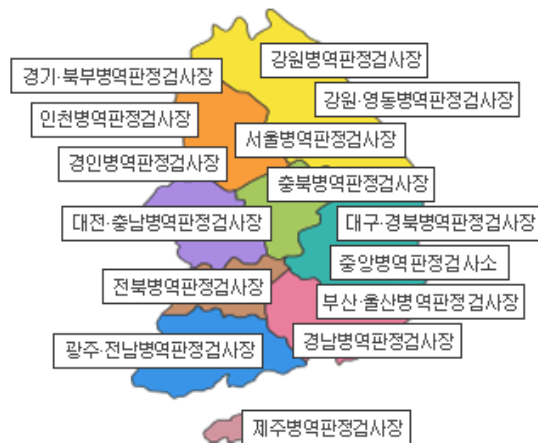 강원병역판정검사장
경기·북부병역판정검사장
강원·영동병역판정검사장
인천병역판정검사장
서울병역판정검사장
경인병역판정검사장
충북병역판정검사장
대전·충남병역판정검사장
대구·경북병역판정검사장
중앙병역판정검사소
전북병역판정검사장
부산·울산병역판정검사장
경남병역판정검사장
광주·전남병역판정검사장
제주병역판정검사장